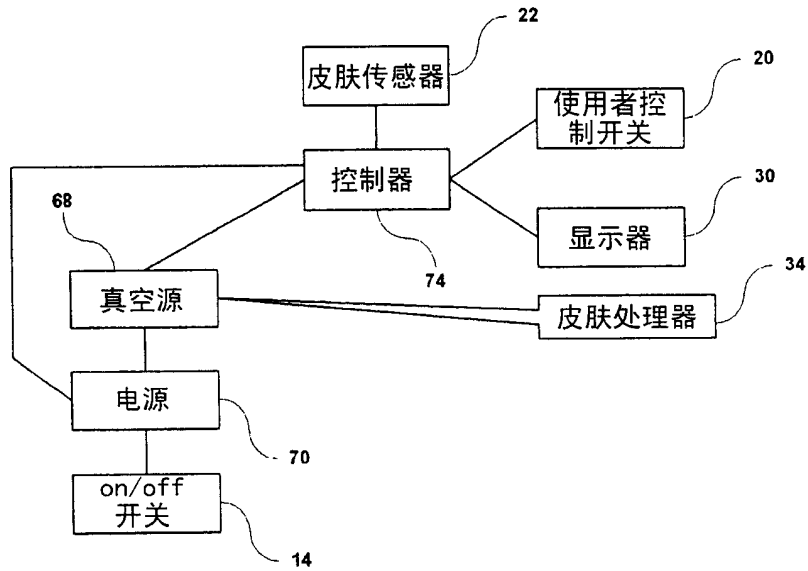 22
皮肤传感器
20
使用者控
制开关
控制器
68
30
显示器
74
34
真空源
皮肤处理器
电源
70
on/off
开关
14